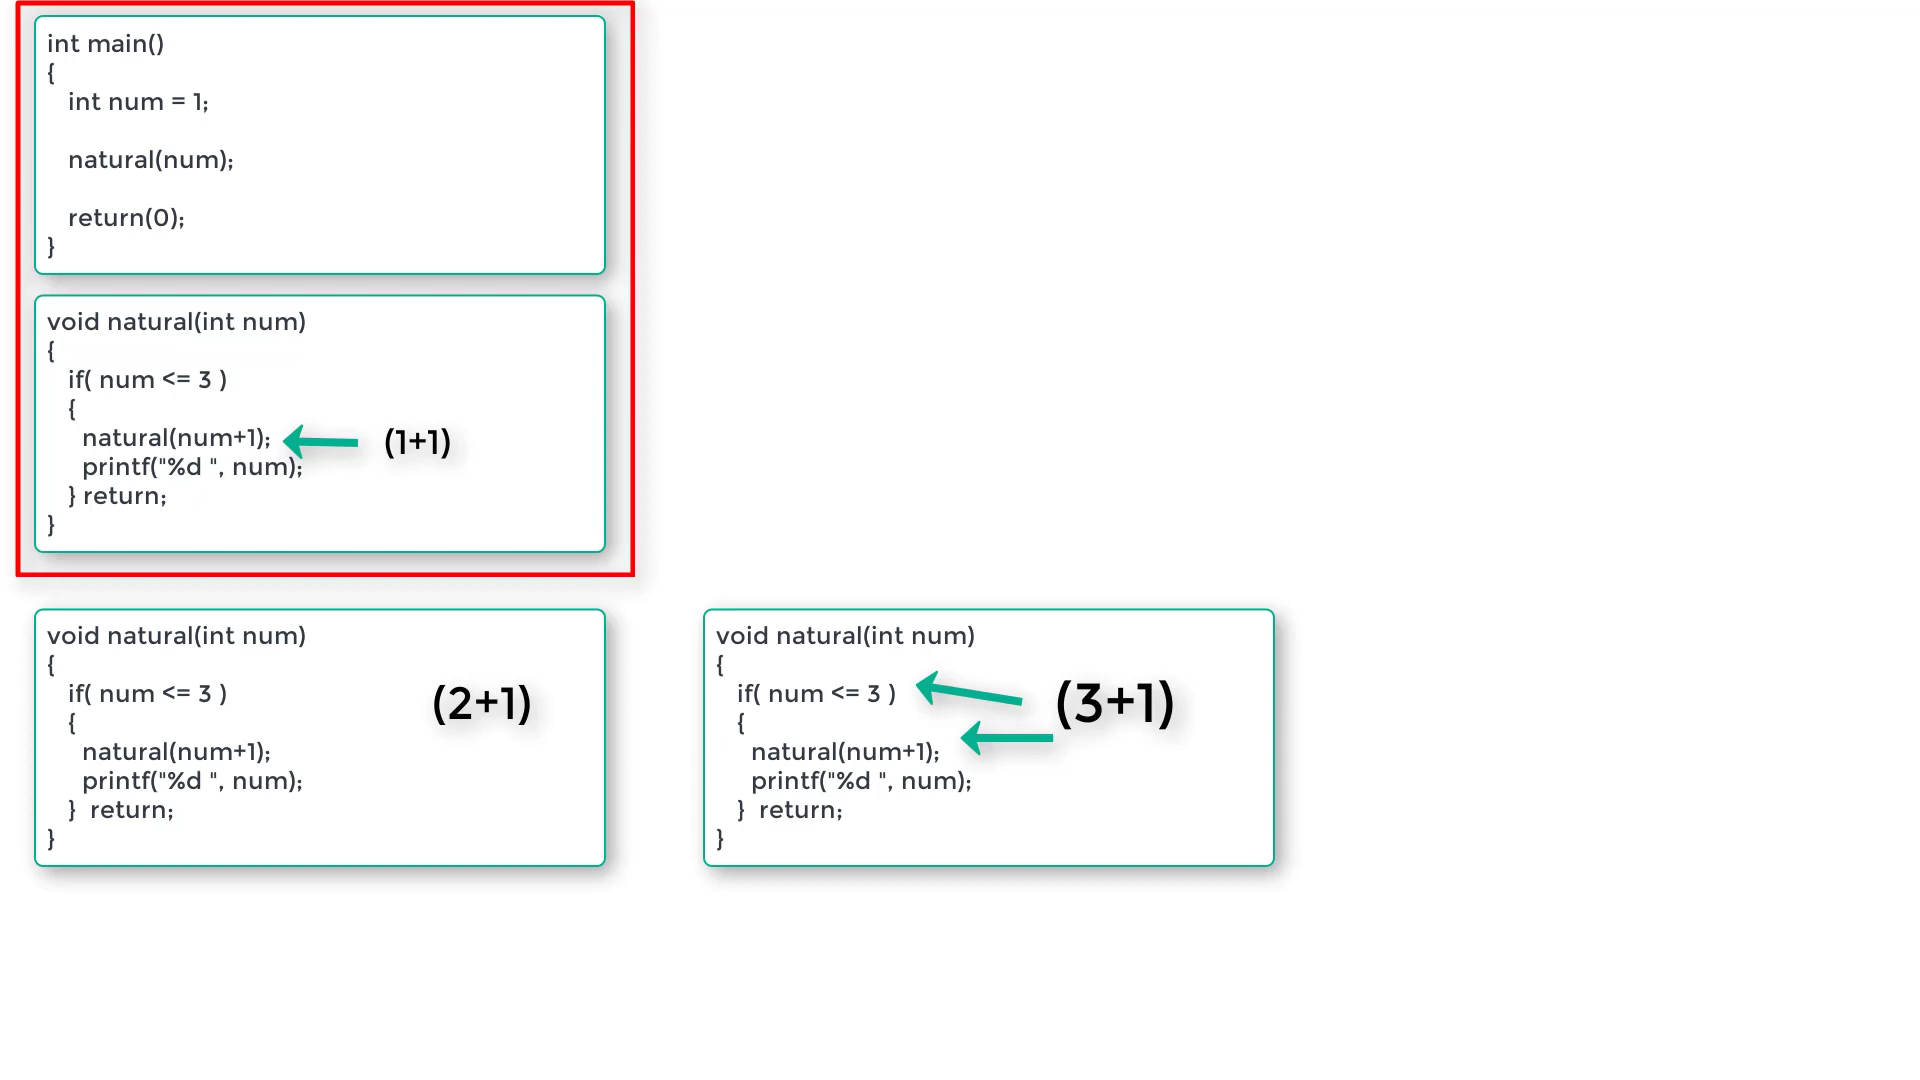 int main()
{
int num = 1;
natural(num);
return(0);
}
void natural(int num)
{
if( num <= 3 )
{
natural(num+1);
(1+1)
printf("%d ", num);
} return;
}
void natural(int num)
{
if( num <= 3 )
(2+1)
{
natural(num+1);
printf("%d ", num);
} return;
}
void natural(int num)
{
if( num <= 3 )
(3+1)
{
natural(num+1);
printf("%d ", num);
} return;
}